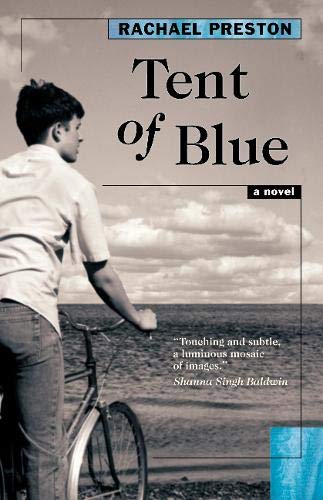 RACHAEL PRESTON
Tent
of Blue
a novel
“Touching and subtle,
a luminous mosaic
of images.”
Shauna Singh Baldwin